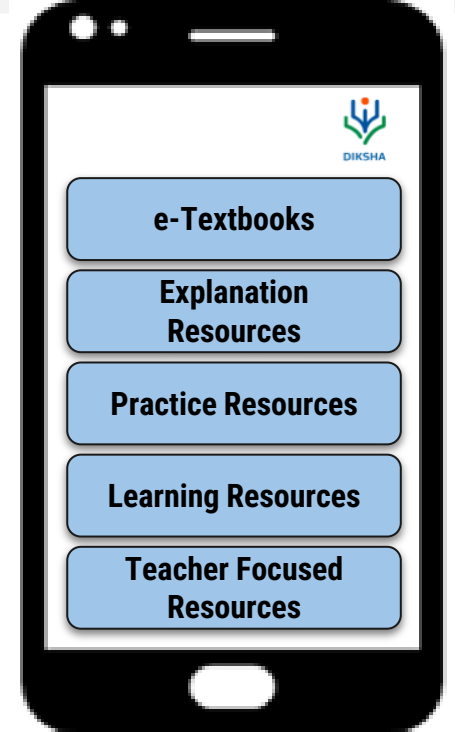 DIKSHA
e-Textbooks
Explanation
Resources
Practice Resources
Learning Resources
Teacher Focused
Resources